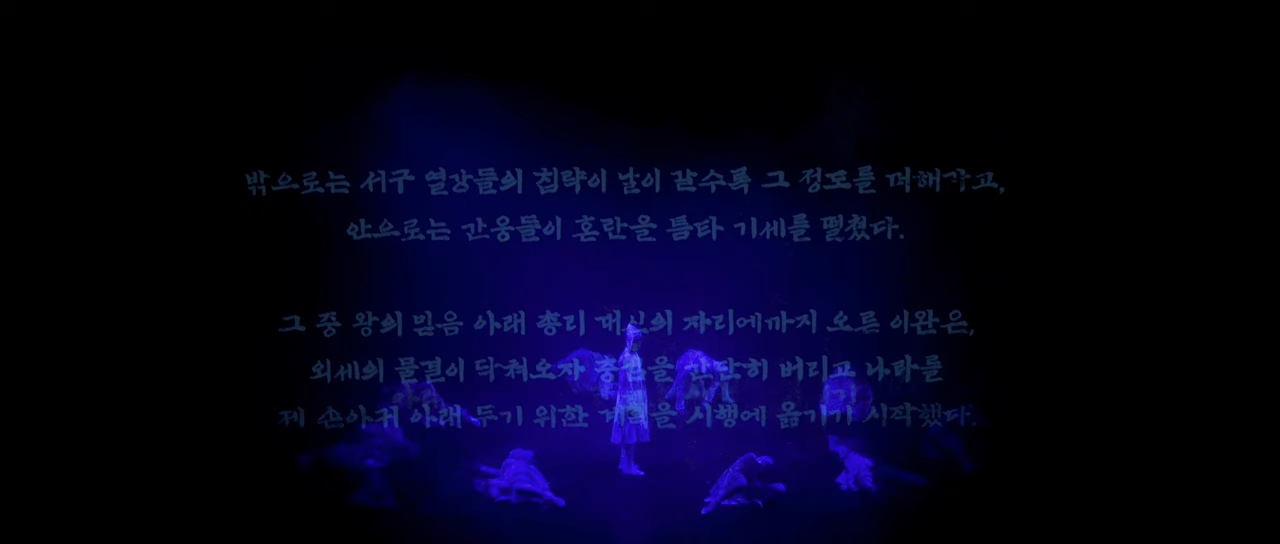 밖으로는 서구 열강들의 침략이 날이 갈수록 그 정도를 더해가고,
안으로는 간웅들이 혼란을 틈타 기세를 떨쳤다.
그 중 왕의 믿음 아래 총리 대신의 자리에까지 오른 이완은,
외세의 물결이 닥쳐오자 충심을 간단히 버리고 나라를
제 손아귀 아래 두기 위한 계획을 시행에 옮기기 시작했다.